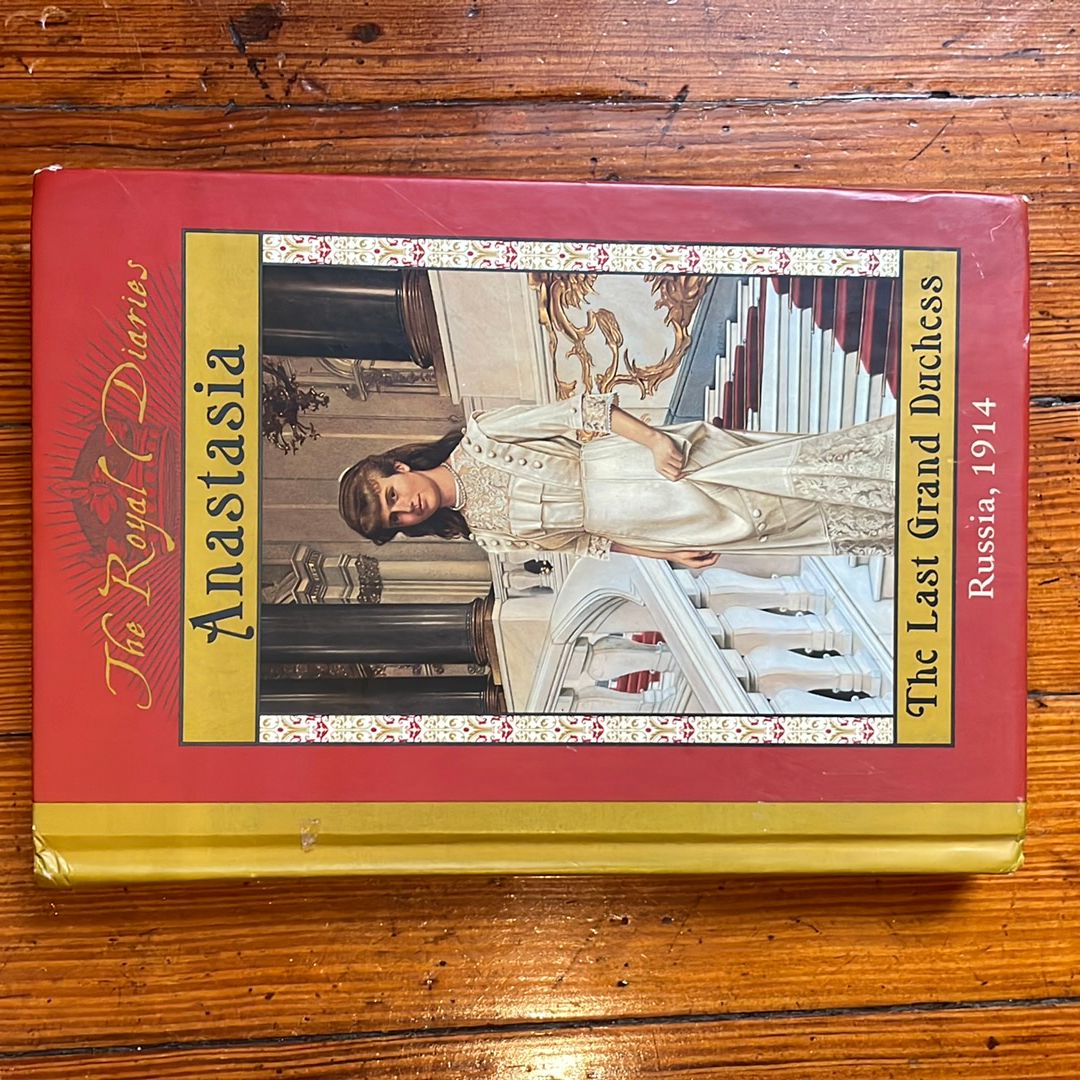 The Royal Diaries
Anastasia
The Last Grand Duchess
Russia, 1914